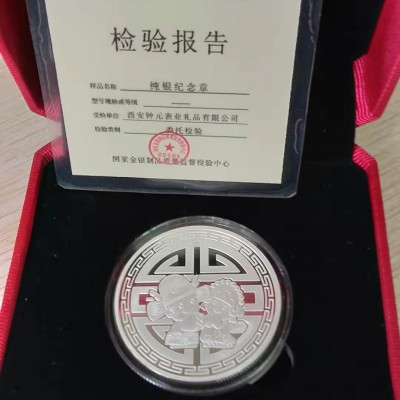 检验报告
样品名称 纯银纪念章
型号规格或等级 ——
受检单位 西安钟元表业礼品有限公司
检验类别 委托检验
国家金银制品质量监督检验中心